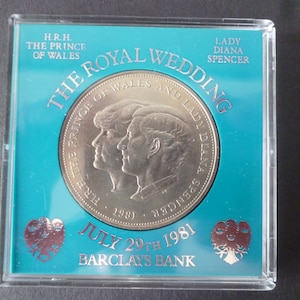 H.R.H.
THE PRINCE
OF WALES
LADY
DIANA
SPENCER
THE ROYAL WEDDING
H·R·H· THE PRINCE OF WALES AND LADY DIANA SPENCER
·1981·
JULY 29TH 1981
BARCLAYS BANK